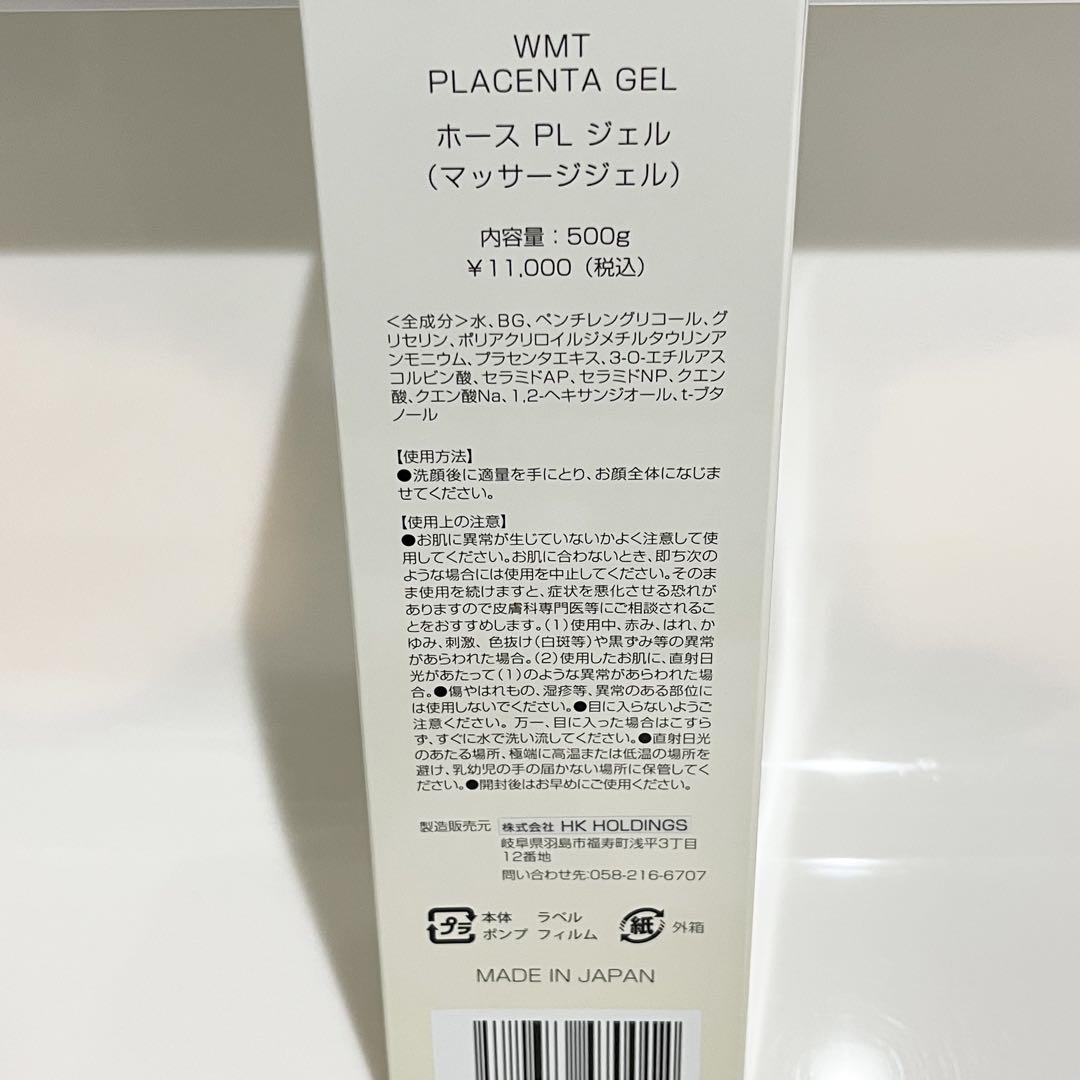 WMT
PLACENTA GEL
ホース PL ジェル
（マッサージジェル）
内容量：500g
￥11,000（税込）
＜全成分＞水、BG、ペンチレングリコール、グ
リセリン、ポリアクリロイルジメチルタウリンア
ンモニウム、プラセンタエキス、3-O-エチルアス
コルビン酸、セラミドAP、セラミドNP、クエン
酸、クエン酸Na、1,2-ヘキサンジオール、t-ブタ
ノール
【使用方法】
●洗顔後に適量を手にとり、お顔全体になじま
せてください。
【使用上の注意】
●お肌に異常が生じていないかよく注意して使
用してください。お肌に合わないとき、即ち次の
ような場合には使用を中止してください。そのま
ま使用を続けますと、症状を悪化させる恐れが
ありますので皮膚科専門医等にご相談されるこ
とをおすすめします。（1）使用中、赤み、はれ、か
ゆみ、刺激、色抜け（白斑等）や黒ずみ等の異常
があらわれた場合。（2）使用したお肌に、直射日
光があたって（1）のような異常があらわれた場
合。●傷やはれもの、湿疹等、異常のある部位に
は使用しないでください。●目に入らないようご
注意ください。万一、目に入った場合はこすら
ず、すぐに水で洗い流してください。●直射日光
のあたる場所、極端に高温または低温の場所を
避け、乳幼児の手の届かない場所に保管してく
ださい。●開封後はお早めにご使用ください。
製造販売元 株式会社 HK HOLDINGS
岐阜県羽島市福寿町浅平3丁目
12番地
問い合わせ先：058-216-6707
プラ 本体 ラベル
ポンプ フィルム
紙 外箱
MADE IN JAPAN